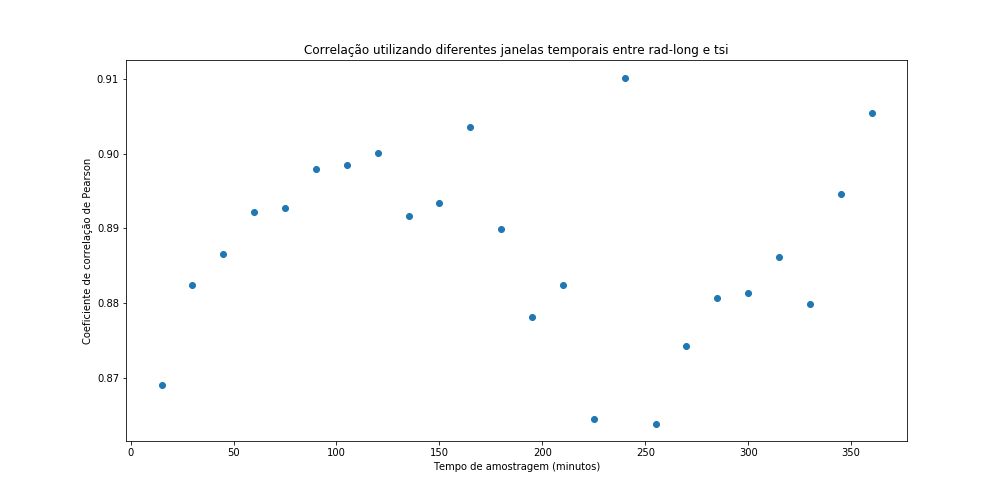 Correlação utilizando diferentes janelas temporais entre rad-long e tsi
0.91
0.90
0.89
0.88
0.87
Coeficiente de correlação de Pearson
0 50 100 150 200 250 300 350
Tempo de amostragem (minutos)